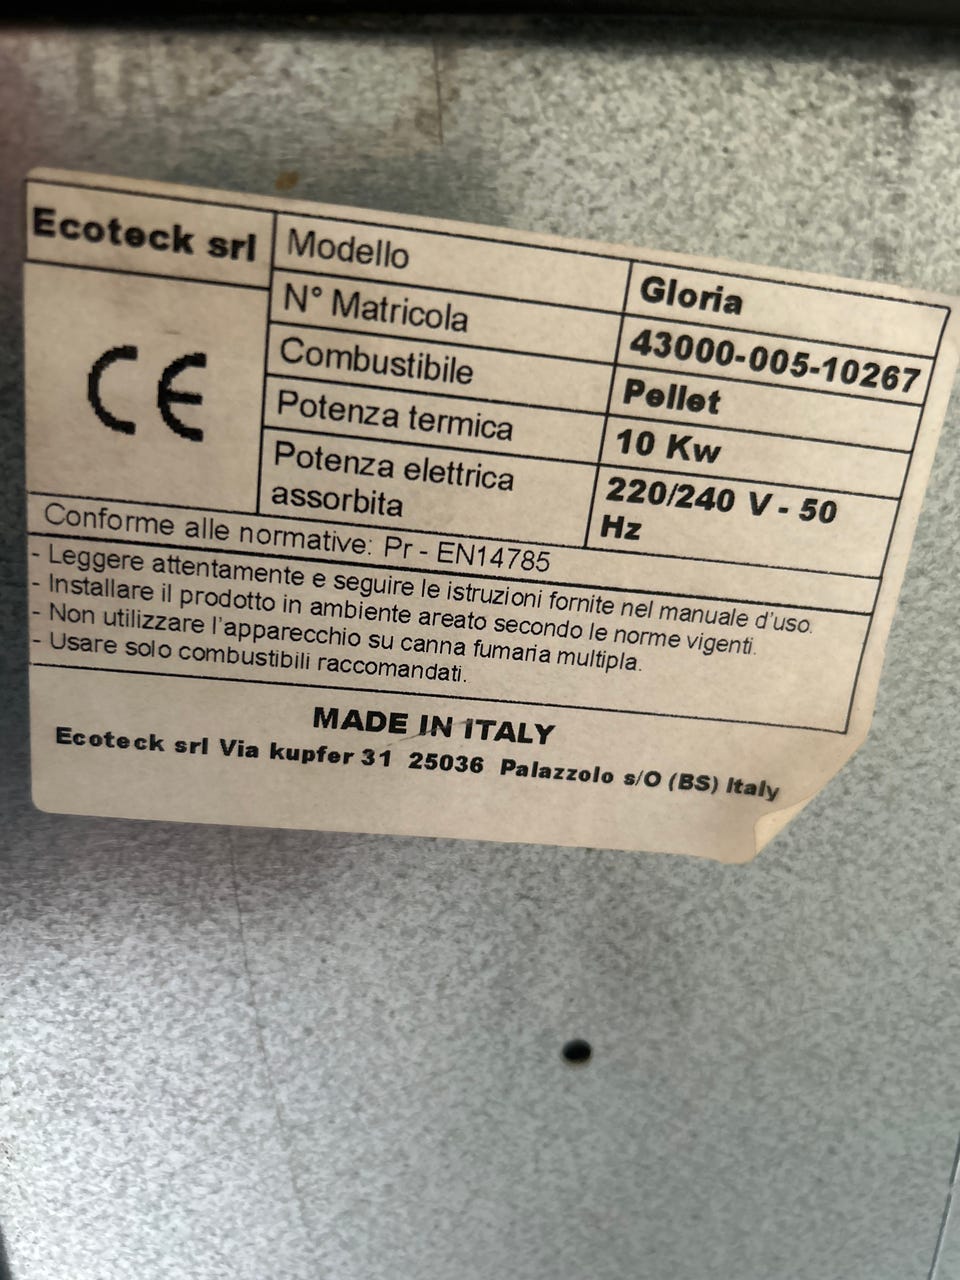 Ecoteck srl
CE
Modello Gloria
N° Matricola 43000-005-10267
Combustibile Pellet
Potenza termica 10 Kw
Potenza elettrica assorbita 220/240 V - 50 Hz
Conforme alle normative: Pr - EN14785
- Leggere attentamente e seguire le istruzioni fornite nel manuale d'uso.
- Installare il prodotto in ambiente areato secondo le norme vigenti.
- Non utilizzare l'apparecchio su canna fumaria multipla.
- Usare solo combustibili raccomandati.
MADE IN ITALY
Ecoteck srl Via kupfer 31 25036 Palazzolo s/O (BS) Italy